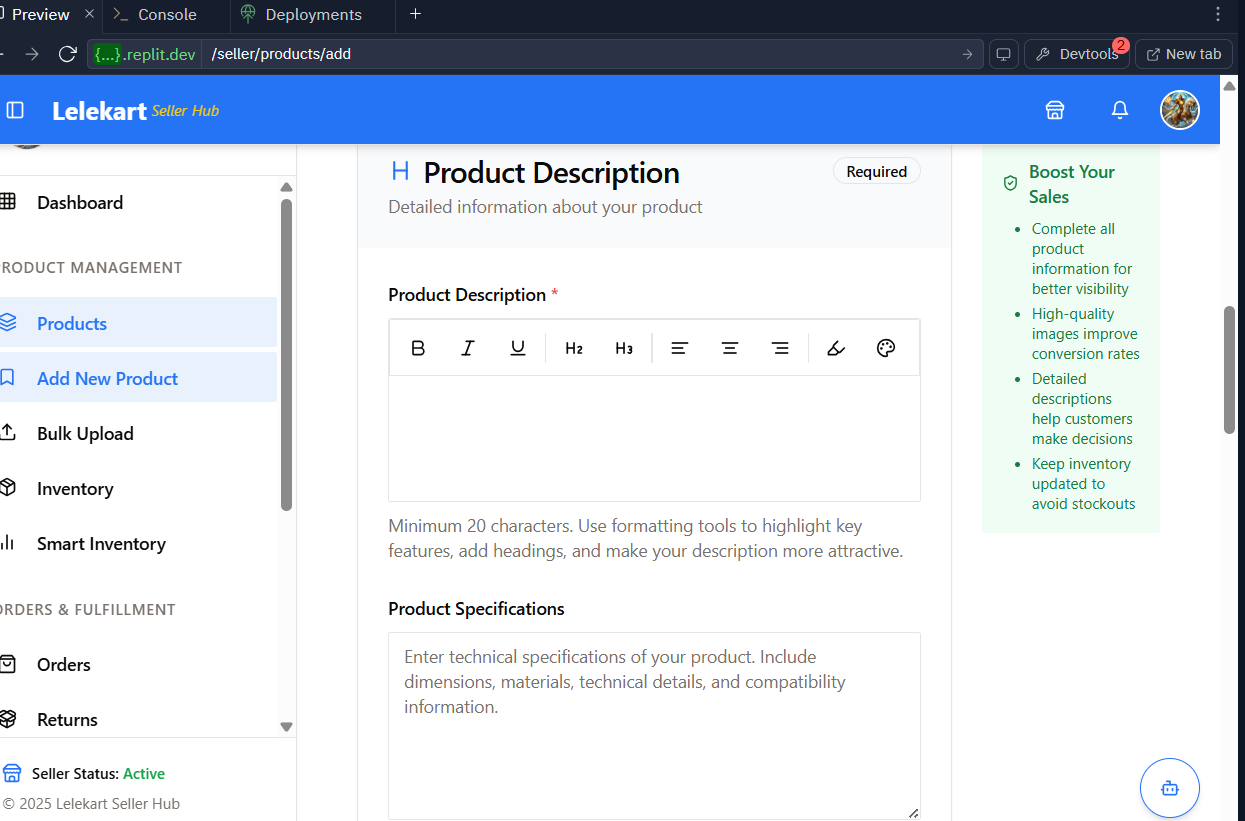 Preview
Console
Deployments
{...}.replit.dev
/seller/products/add
Devtools
2
New tab
Lelekart Seller Hub
Dashboard
PRODUCT MANAGEMENT
Products
Add New Product
Bulk Upload
Inventory
Smart Inventory
ORDERS & FULFILLMENT
Orders
Returns
Seller Status: Active
© 2025 Lelekart Seller Hub
Product Description
Required
Detailed information about your product
Product Description *
B I U H2 H3
Minimum 20 characters. Use formatting tools to highlight key
features, add headings, and make your description more attractive.
Product Specifications
Enter technical specifications of your product. Include
dimensions, materials, technical details, and compatibility
information.
Boost Your
Sales
• Complete all
product
information for
better visibility
• High-quality
images improve
conversion rates
• Detailed
descriptions
help customers
make decisions
• Keep inventory
updated to
avoid stockouts